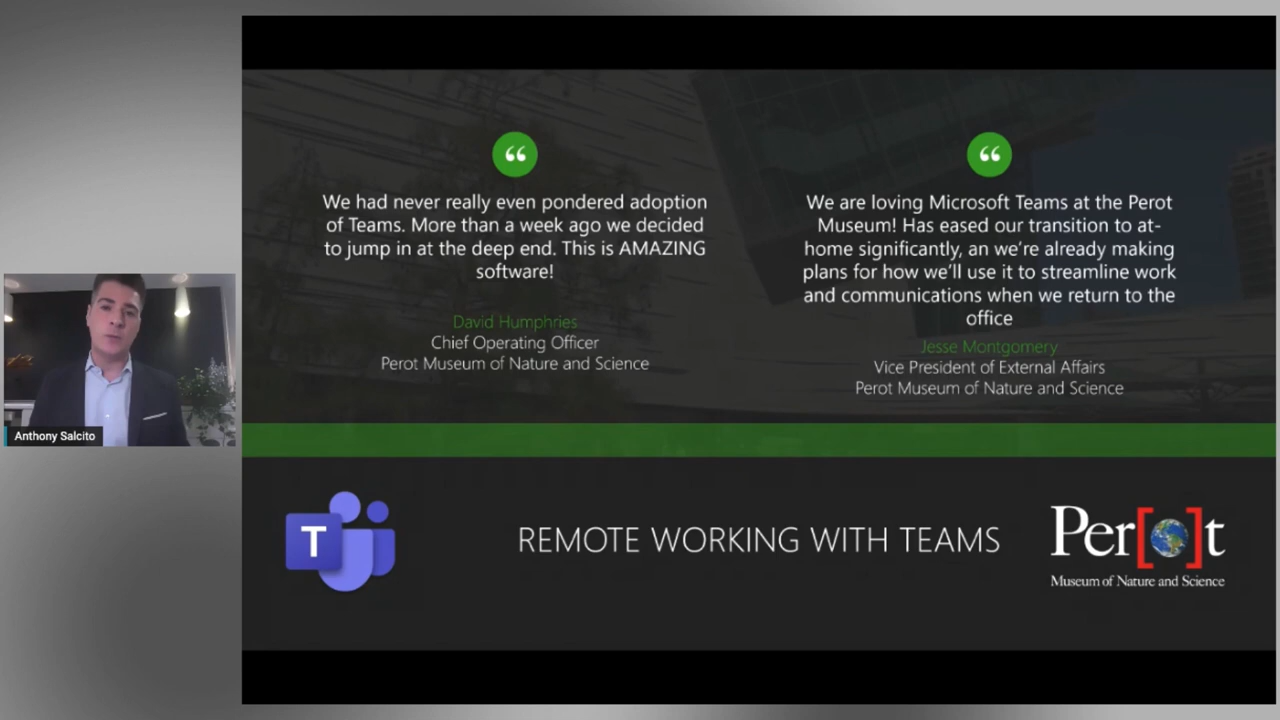 “
We had never really even pondered adoption
of Teams. More than a week ago we decided
to jump in at the deep end. This is AMAZING
software!
David Humphries
Chief Operating Officer
Perot Museum of Nature and Science
“
We are loving Microsoft Teams at the Perot
Museum! Has eased our transition to at-
home significantly, an we’re already making
plans for how we’ll use it to streamline work
and communications when we return to the
office
Jesse Montgomery
Vice President of External Affairs
Perot Museum of Nature and Science
Anthony Salcito
T
REMOTE WORKING WITH TEAMS
Per[o]t
Museum of Nature and Science